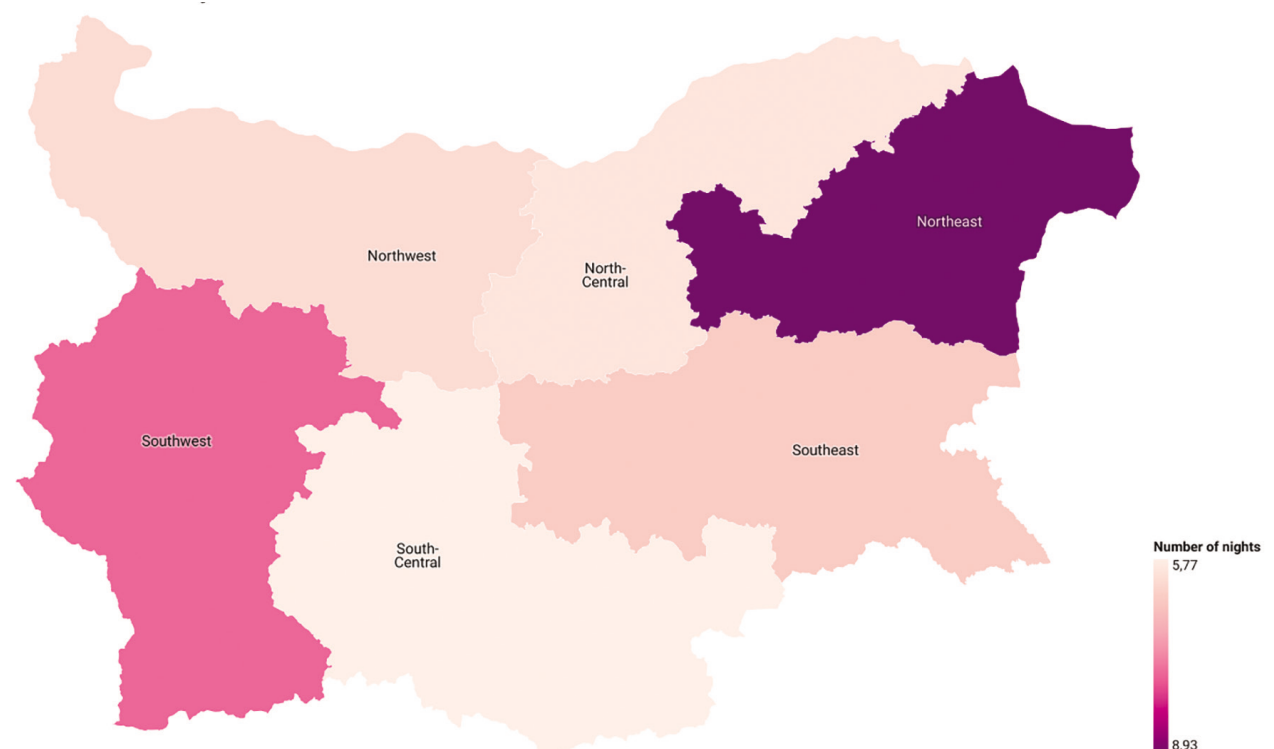 Northeast
Northwest
North-
Central
Southwest
Southeast
South-
Central
Number of nights
5,77
8,93